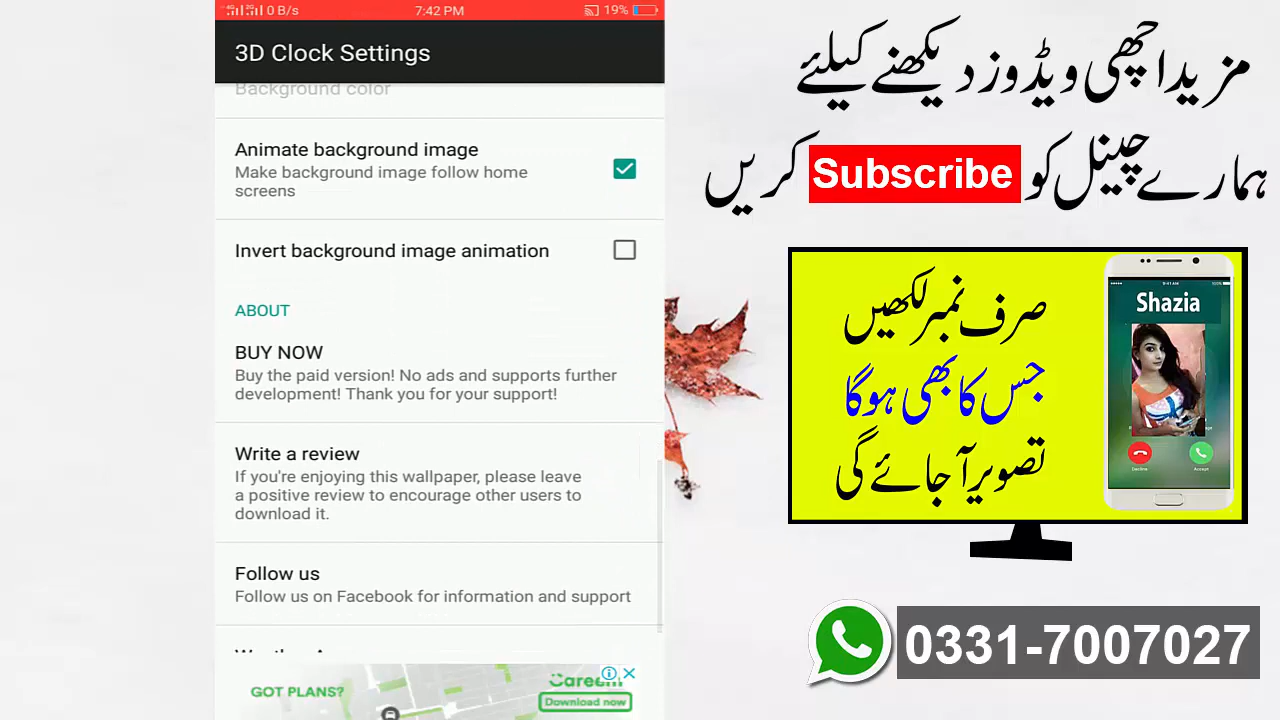 0 B/s
7:42 PM
19%
3D Clock Settings
Background color
Animate background image
Make background image follow home
screens
Invert background image animation
ABOUT
BUY NOW
Buy the paid version! No ads and supports further
development! Thank you for your support!
Write a review
If you're enjoying this wallpaper, please leave
a positive review to encourage other users to
download it.
Follow us
Follow us on Facebook for information and support
GOT PLANS?
Careem
Download now
مزید اچھی ویڈوز دیکھنے کیلئے
ہمارے چینل کو Subscribe کریں
صرف نمبر لکھیں
جس کا بھی ہوگا
تصویر آ جائے گی
Shazia
Decline
Accept
0331-7007027